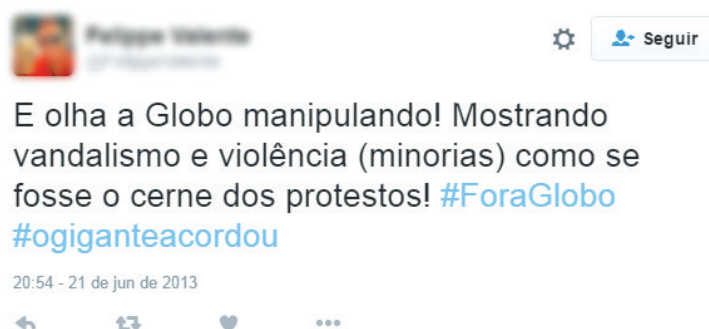 Seguir
E olha a Globo manipulando! Mostrando
vandalismo e violência (minorias) como se
fosse o cerne dos protestos! #ForaGlobo
#ogiganteacordou
20:54 - 21 de jun de 2013